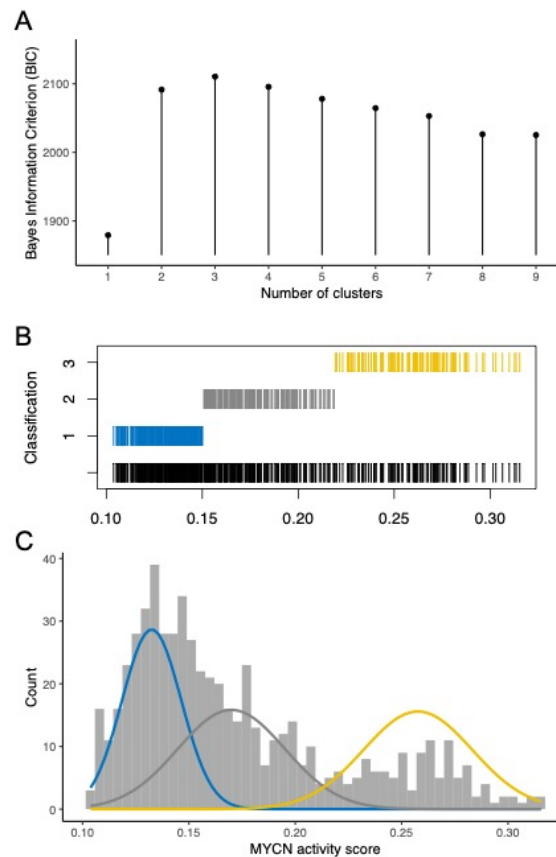 A
Bayes Information Criterion (BIC)
2100
2000
1900
1 2 3 4 5 6 7 8 9
Number of clusters
B
Classification
3
2
1
0.10 0.15 0.20 0.25 0.30
C
Count
40
30
20
10
0
0.10 0.15 0.20 0.25 0.30
MYCN activity score